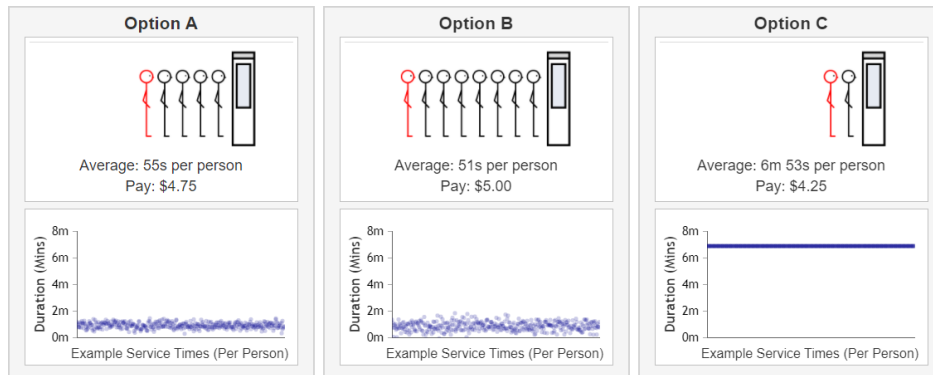 Option A
Average: 55s per person
Pay: $4.75
Duration (Mins)
8m
6m
4m
2m
0m
Example Service Times (Per Person)
Option B
Average: 51s per person
Pay: $5.00
Duration (Mins)
8m
6m
4m
2m
0m
Example Service Times (Per Person)
Option C
Average: 6m 53s per person
Pay: $4.25
Duration (Mins)
8m
6m
4m
2m
0m
Example Service Times (Per Person)